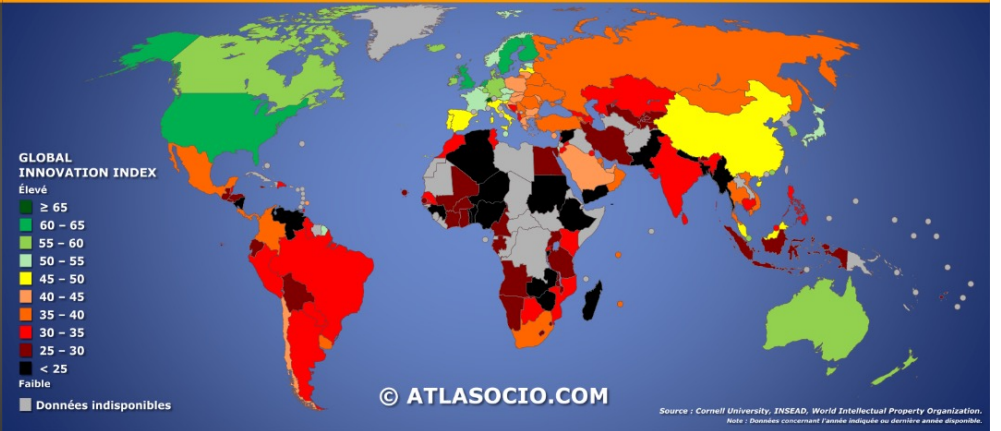 GLOBAL
INNOVATION INDEX
Élevé
≥ 65
60 – 65
55 – 60
50 – 55
45 – 50
40 – 45
35 – 40
30 – 35
25 – 30
< 25
Faible
Données indisponibles
© ATLASOCIO.COM
Source : Cornell University, INSEAD, World Intellectual Property Organization.
Note : Données concernant l'année indiquée ou dernière année disponible.